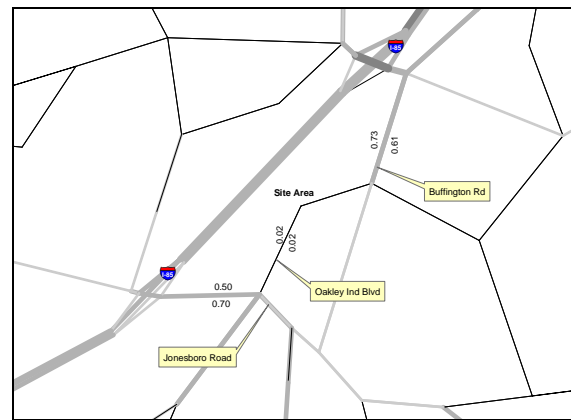 I-85
0.73
0.61
Buffington Rd
Site Area
0.02
0.02
I-85
Oakley Ind Blvd
0.50
0.70
Jonesboro Road